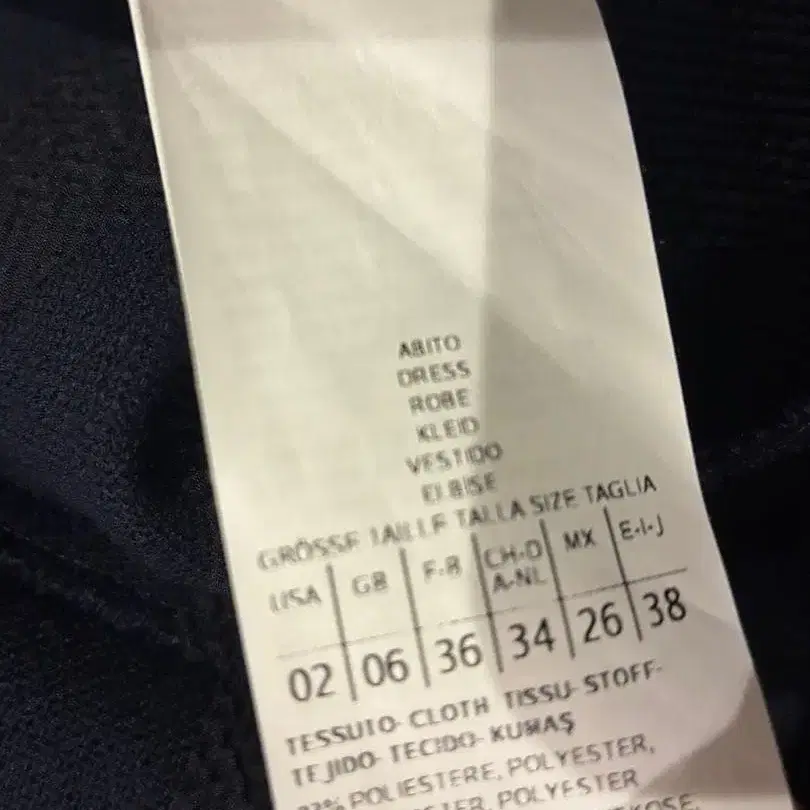 ABITO
DRESS
ROBE
KLEID
VESTIDO
ELBISE
GRÖSSE TAILLE TALLA SIZE TAGLIA
USA GB F-B CH-D A-NL MX E-I-J
02 06 36 34 26 38
TESSUTO- CLOTH TISSU- STOFF-
TEJIDO- TECIDO- KUMAŞ
POLIESTERE, POLYESTER,
POLYESTER